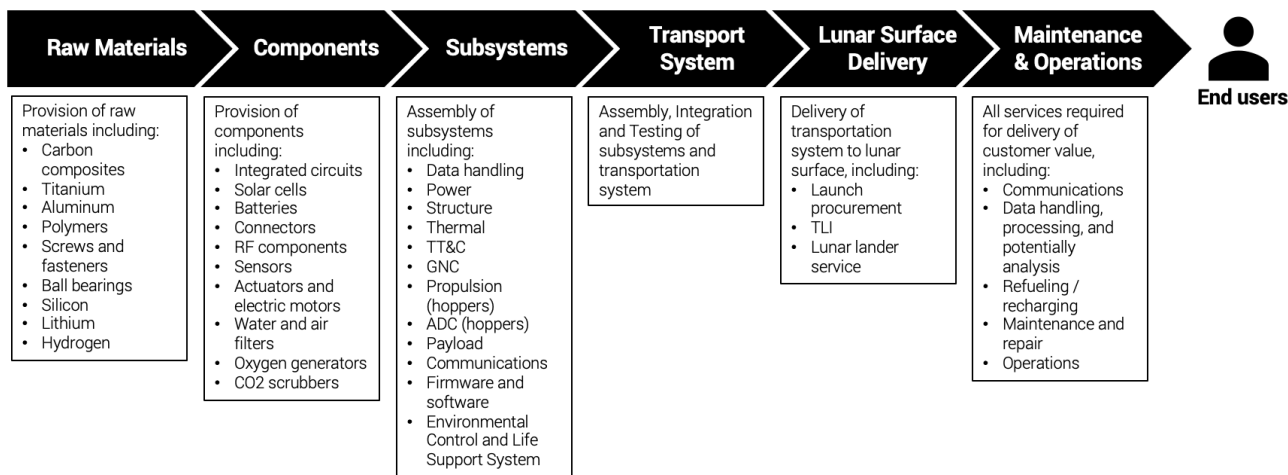 Raw Materials
Components
Subsystems
Transport
System
Lunar Surface
Delivery
Maintenance
& Operations
End users
Provision of raw
materials including:
• Carbon
composites
• Titanium
• Aluminum
• Polymers
• Screws and
fasteners
• Ball bearings
• Silicon
• Lithium
• Hydrogen
Provision of
components
including:
• Integrated circuits
• Solar cells
• Batteries
• Connectors
• RF components
• Sensors
• Actuators and
electric motors
• Water and air
filters
• Oxygen generators
• CO2 scrubbers
Assembly of
subsystems
including:
• Data handling
• Power
• Structure
• Thermal
• TT&C
• GNC
• Propulsion
(hoppers)
• ADC (hoppers)
• Payload
• Communications
• Firmware and
software
• Environmental
Control and Life
Support System
Assembly, Integration
and Testing of
subsystems and
transportation
system
Delivery of
transportation
system to lunar
surface, including:
• Launch
procurement
• TLI
• Lunar lander
service
All services required
for delivery of
customer value,
including:
• Communications
• Data handling,
processing, and
potentially
analysis
• Refueling /
recharging
• Maintenance and
repair
• Operations